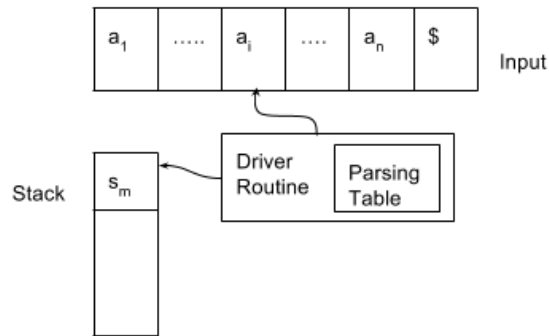 a₁ ..... aᵢ .... aₙ $
Input
Driver
Routine
Parsing
Table
Stack
sₘ